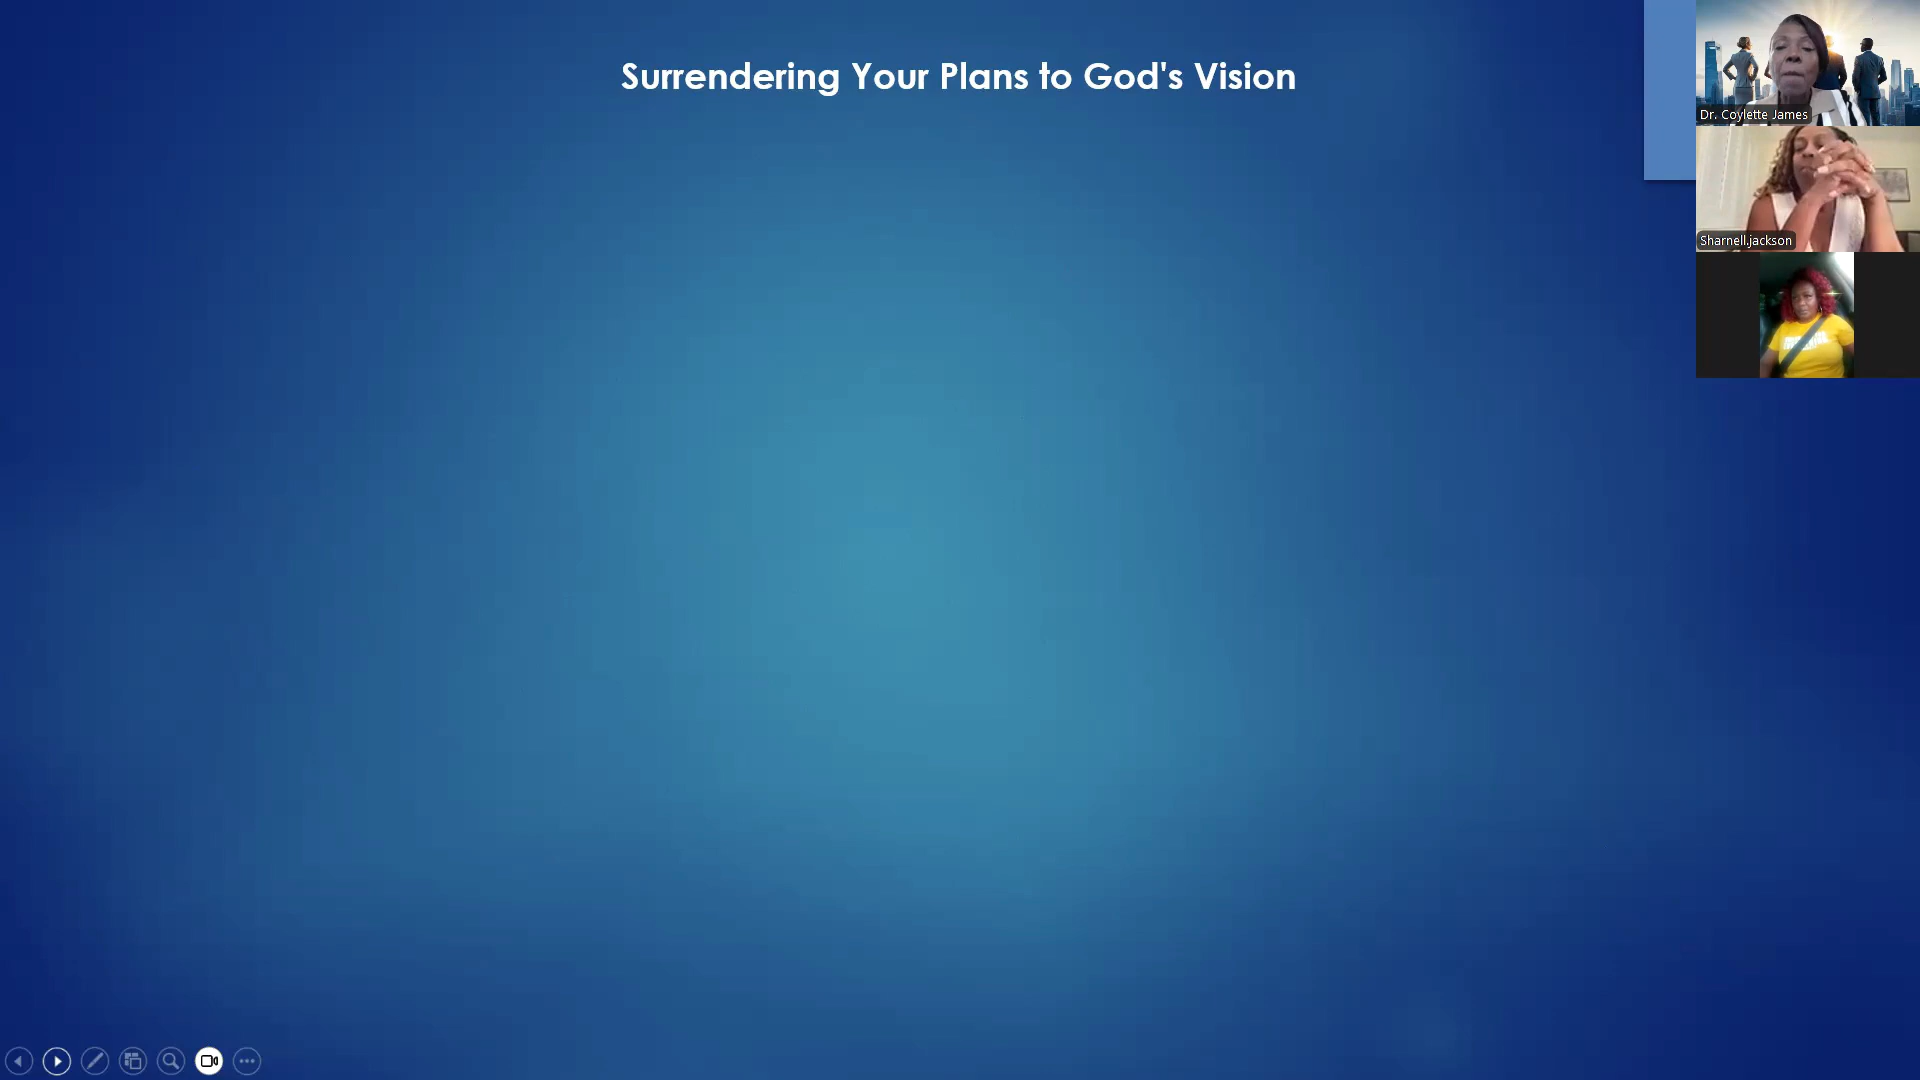 Surrendering Your Plans to God's Vision
Dr. Coylette James
Sharnell.jackson